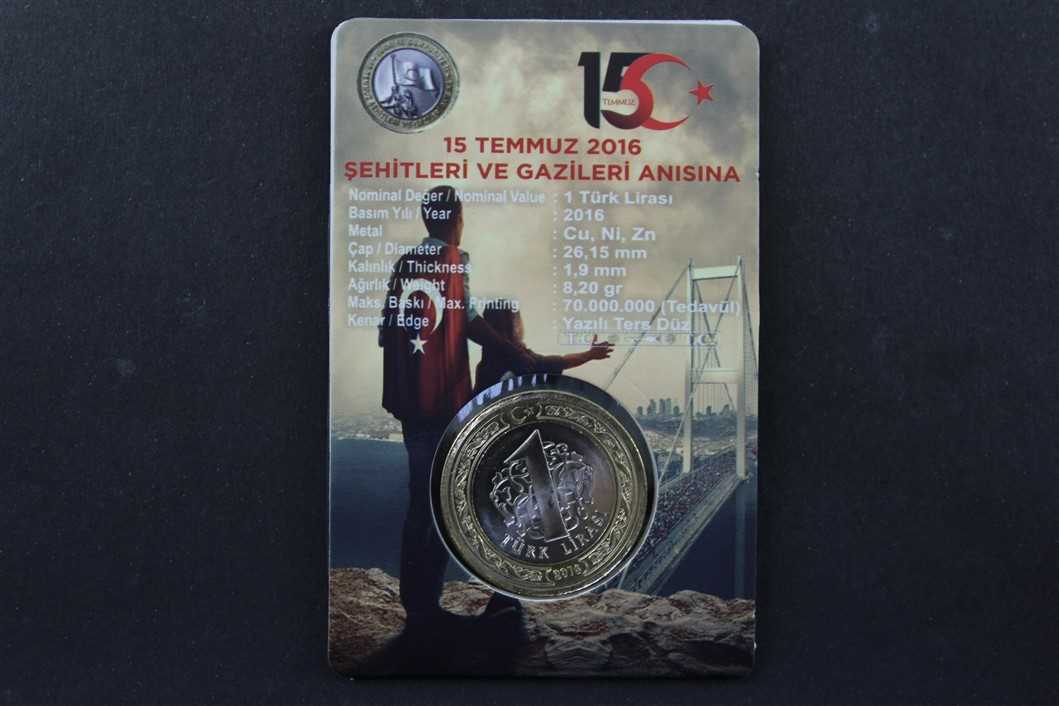 15
TEMMUZ
15 TEMMUZ 2016
ŞEHİTLERİ VE GAZİLERİ ANISINA
Nominal Değer / Nominal Value : 1 Türk Lirası
Basım Yılı / Year : 2016
Metal : Cu, Ni, Zn
Çap / Diameter : 26,15 mm
Kalınlık / Thickness : 1,9 mm
Ağırlık / Weight : 8,20 gr
Maks. Baskı / Max. Printing : 70.000.000 (Tedavül)
Kenar / Edge : Yazılı Ters Düz
T.C. T.C.
1
TÜRK LİRASI
2016